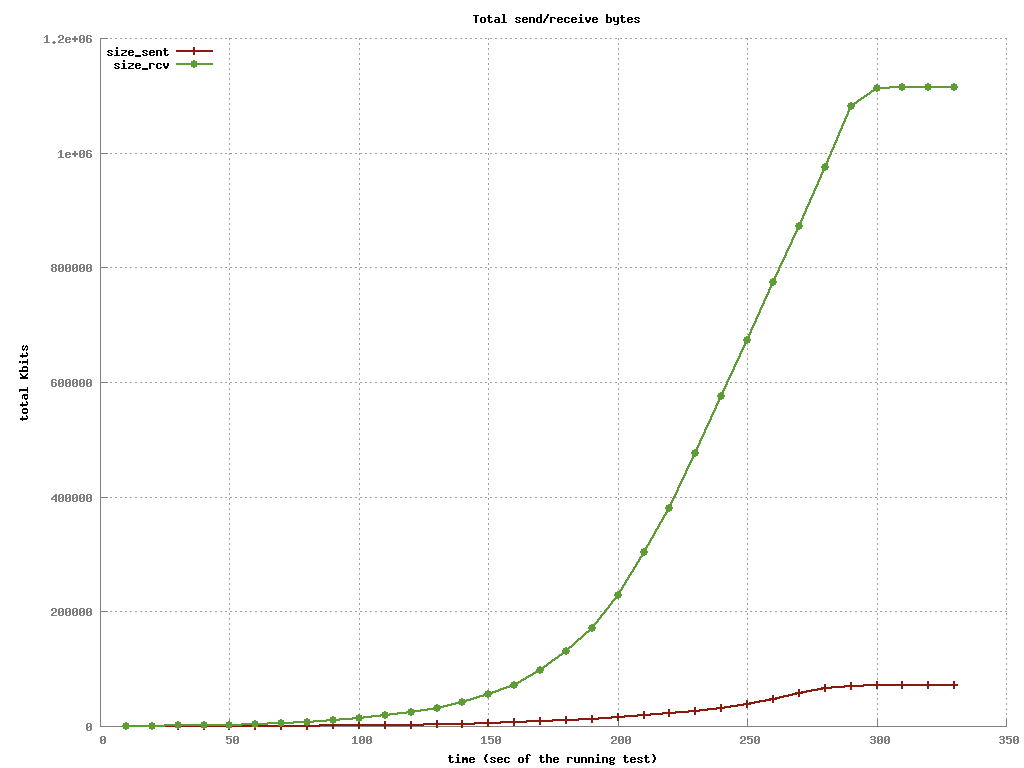 Total send/receive bytes
1.2e+06
size_sent
size_rcv
1e+06
800000
600000
total Kbits
400000
200000
0
0 50 100 150 200 250 300 350
time (sec of the running test)